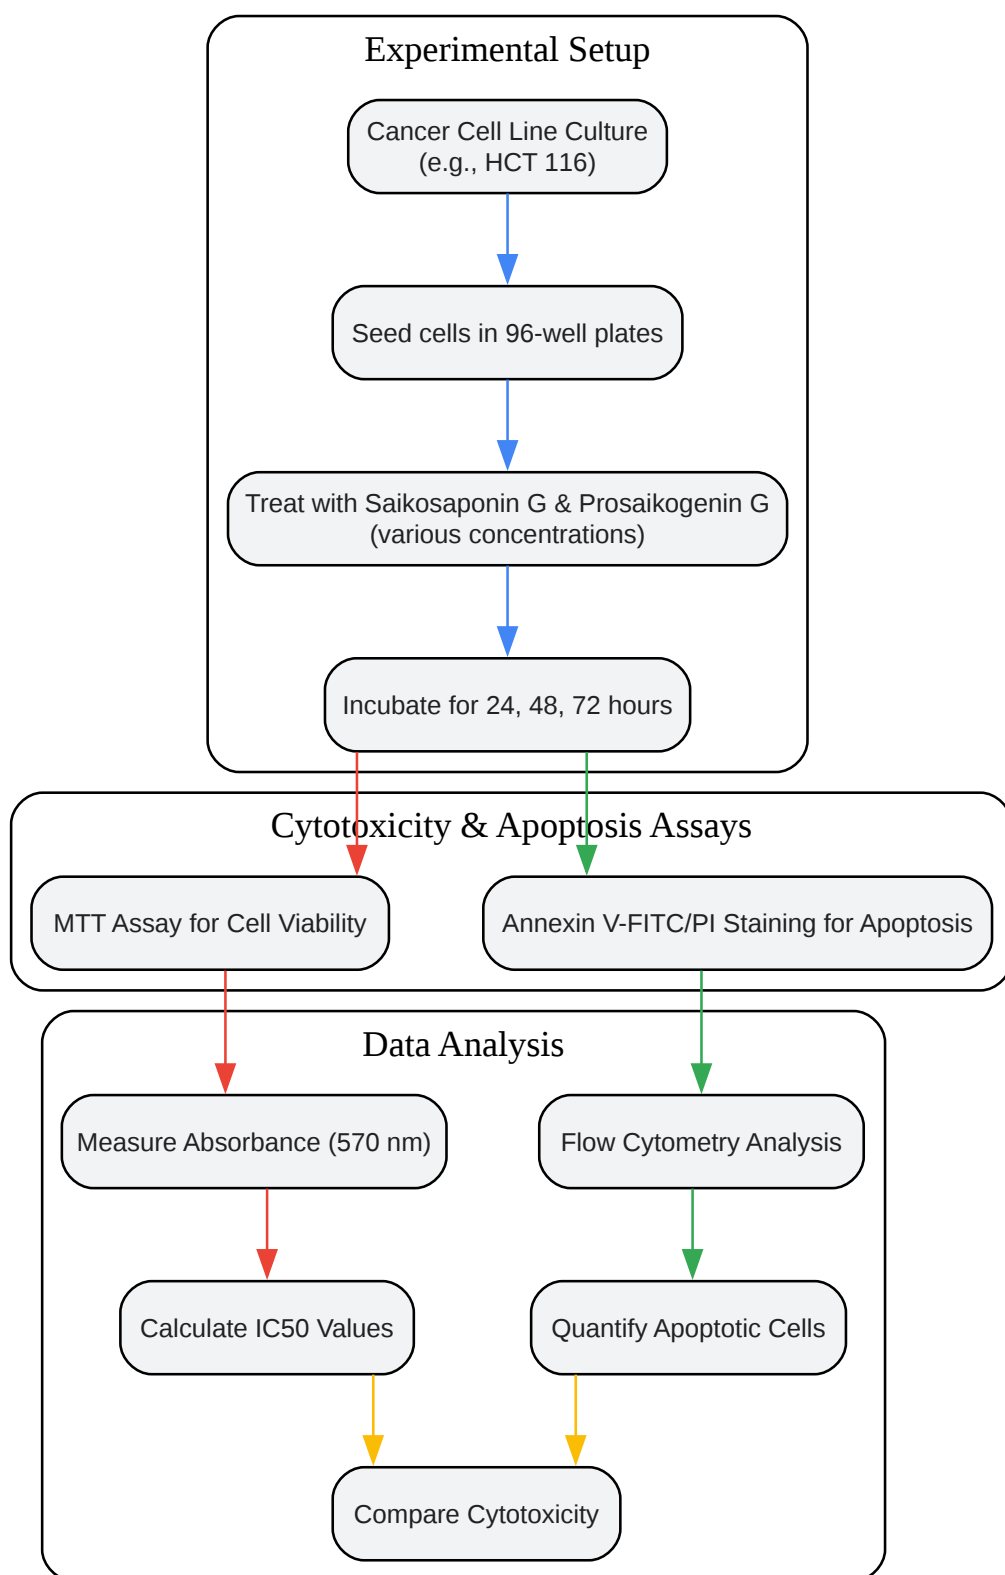 Experimental Setup
Cancer Cell Line Culture
(e.g., HCT 116)
Seed cells in 96-well plates
Treat with Saikosaponin G & Prosaikogenin G
(various concentrations)
Incubate for 24, 48, 72 hours
Cytotoxicity & Apoptosis Assays
MTT Assay for Cell Viability
Annexin V-FITC/PI Staining for Apoptosis
Data Analysis
Measure Absorbance (570 nm)
Flow Cytometry Analysis
Calculate IC50 Values
Quantify Apoptotic Cells
Compare Cytotoxicity